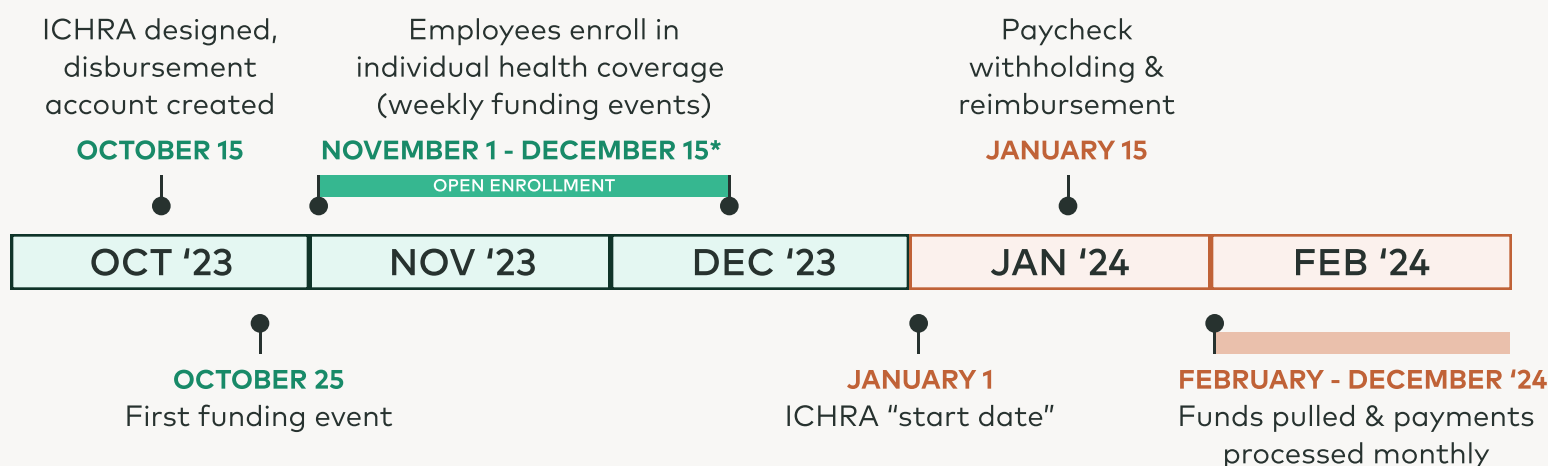 ICHRA designed,
disbursement
account created
OCTOBER 15
Employees enroll in
individual health coverage
(weekly funding events)
NOVEMBER 1 - DECEMBER 15*
OPEN ENROLLMENT
Paycheck
withholding &
reimbursement
JANUARY 15
OCT ‘23
NOV ‘23
DEC ‘23
JAN ‘24
FEB ‘24
OCTOBER 25
First funding event
JANUARY 1
ICHRA “start date”
FEBRUARY - DECEMBER ‘24
Funds pulled & payments
processed monthly